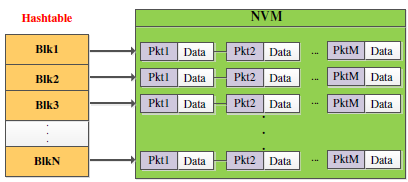 Hashtable NVM
Blk1 Pkt1 Data Pkt2 Data ... PktM Data
Blk2 Pkt1 Data Pkt2 Data ... PktM Data
Blk3 Pkt1 Data Pkt2 Data ... PktM Data
BlkN Pkt1 Data Pkt2 Data ... PktM Data